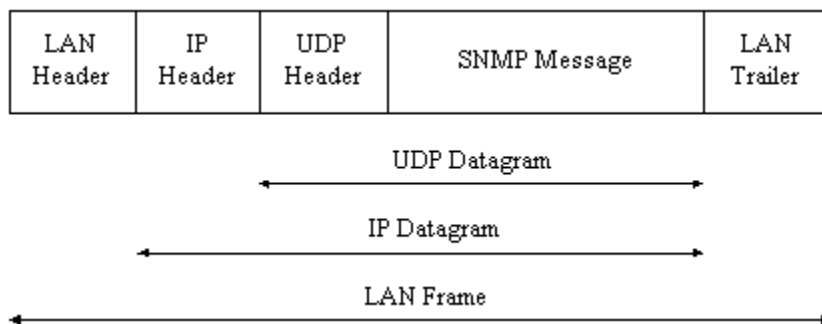 LAN Header
IP Header
UDP Header
SNMP Message
LAN Trailer
UDP Datagram
IP Datagram
LAN Frame